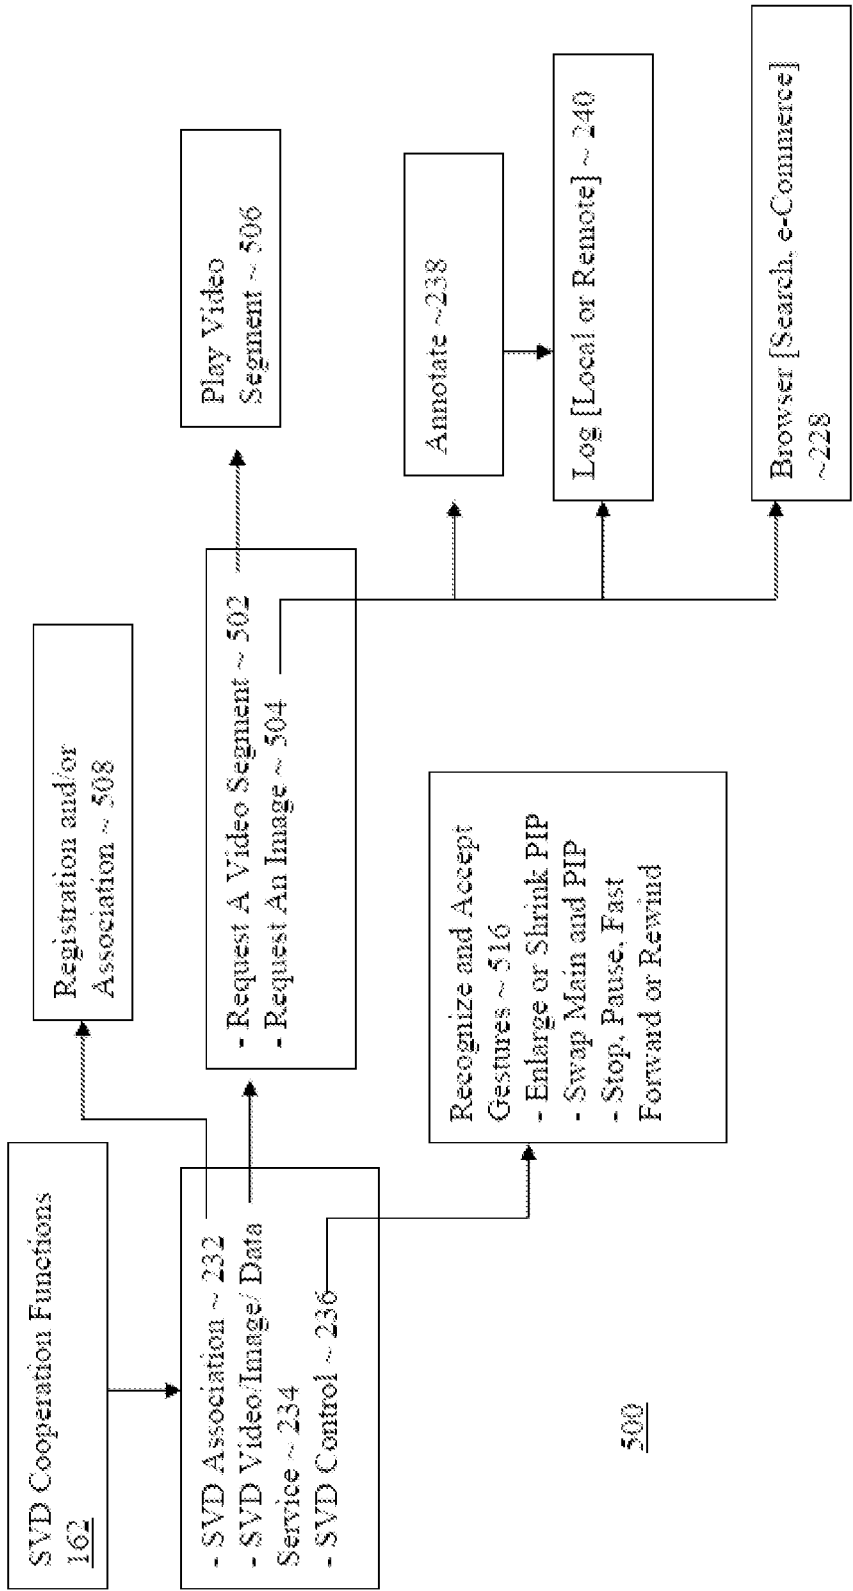 SVD Cooperation Functions
162
- SVD Association ~ 232
- SVD Video/Image/ Data
Service ~ 234
- SVD Control ~ 236
Registration and/or
Association ~ 508
- Request A Video Segment ~ 502
- Request An Image ~ 504
Play Video
Segment ~ 506
Recognize and Accept
Gestures ~ 516
- Enlarge or Shrink PIP
- Swap Main and PIP
- Stop, Pause, Fast
Forward or Rewind
Annotate ~238
Log [Local or Remote] ~ 240
Browser [Search, e-Commerce]
~228
500